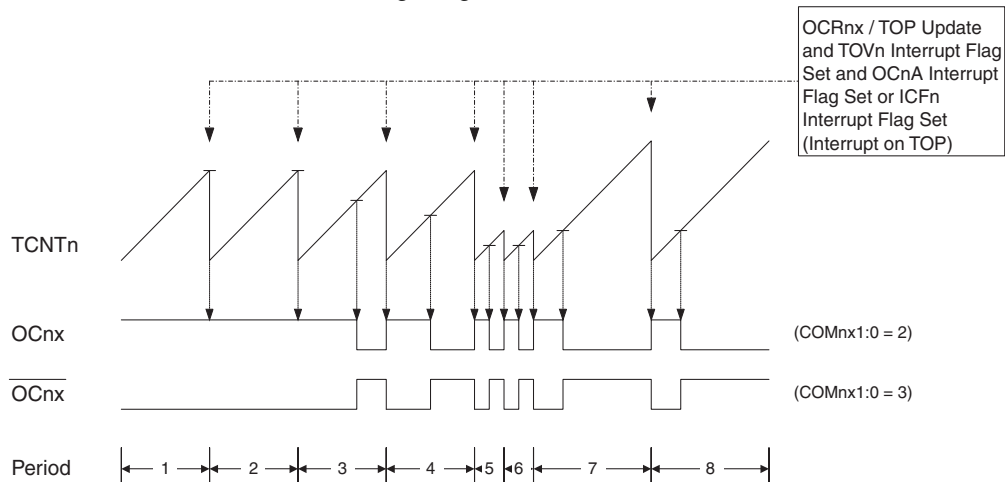 OCRnx / TOP Update
and TOVn Interrupt Flag
Set and OCnA Interrupt
Flag Set or ICFn
Interrupt Flag Set
(Interrupt on TOP)
TCNTn
OCnx
(COMnx1:0 = 2)
OCnx
(COMnx1:0 = 3)
Period
1
2
3
4
5
6
7
8